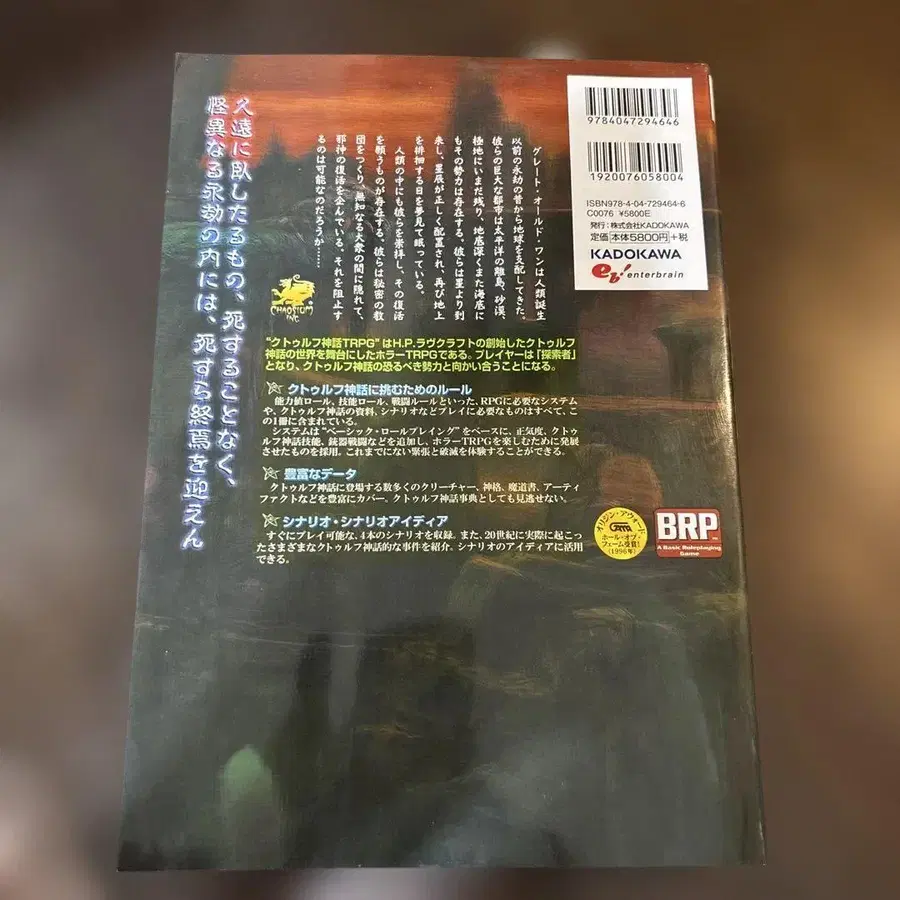 久遠に臥したるもの、死することなく、
怪異なる永劫の内には、死すら終焉を迎えん
グレート・オールド・ワンは人類誕生
以前の永劫の昔から地球を支配してきた。
彼らの巨大な都市は太平洋の離島、砂漠、
極地にいまだ残り、地底深くまた海底に
もその勢力は存在する。彼らは星より到
来し、星辰が正しく配置され、再び地上
を徘徊する日を夢見て眠っている。
人類の中にも彼らを崇拝し、その復活
を願うものが存在する。彼らは秘密の教
団をつくり、無知なる大衆の間に隠れて、
邪神の復活を企んでいる。それを阻止す
るのは可能なのだろうか……
CHAOSIUM
INC.
9784047294646
1920076058004
ISBN978-4-04-729464-6
C0076 ¥5800E
発行:株式会社KADOKAWA
定価 本体5800円+税
KADOKAWA
eb! enterbrain
“クトゥルフ神話TRPG”はH.P.ラヴクラフトの創始したクトゥルフ
神話の世界を舞台にしたホラーTRPGである。プレイヤーは「探索者」
となり、クトゥルフ神話の恐るべき勢力と向かい合うことになる。
クトゥルフ神話に挑むためのルール
能力値ロール、技能ロール、戦闘ルールといった、RPGに必要なシステム
や、クトゥルフ神話の資料、シナリオなどプレイに必要なものはすべて、こ
の1冊に含まれている。
システムは“ベーシック・ロールプレイング”をベースに、正気度、クトゥ
ルフ神話技能、銃器戦闘などを追加し、ホラーTRPGを楽しむために発展
させたものを採用。これまでにない緊張と破滅を体験することができる。
豊富なデータ
クトゥルフ神話に登場する数多くのクリーチャー、神格、魔道書、アーティ
ファクトなどを豊富にカバー。クトゥルフ神話事典としても見逃せない。
シナリオ・シナリオアイディア
すぐにプレイ可能な、4本のシナリオを収録。また、20世紀に実際に起こっ
たさまざまなクトゥルフ神話的な事件を紹介。シナリオのアイディアに活用
できる。
オリジン・アウォード
ホール・オブ・
フェーム受賞!
(1996年)
BRP
A Basic Roleplaying
Game